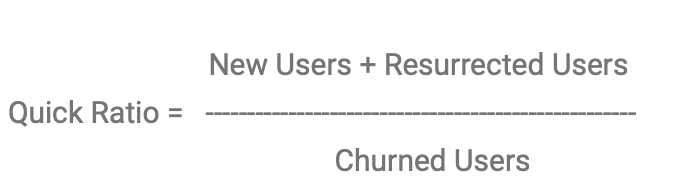 New Users + Resurrected Users
Quick Ratio = ---------------------------------------------------
Churned Users